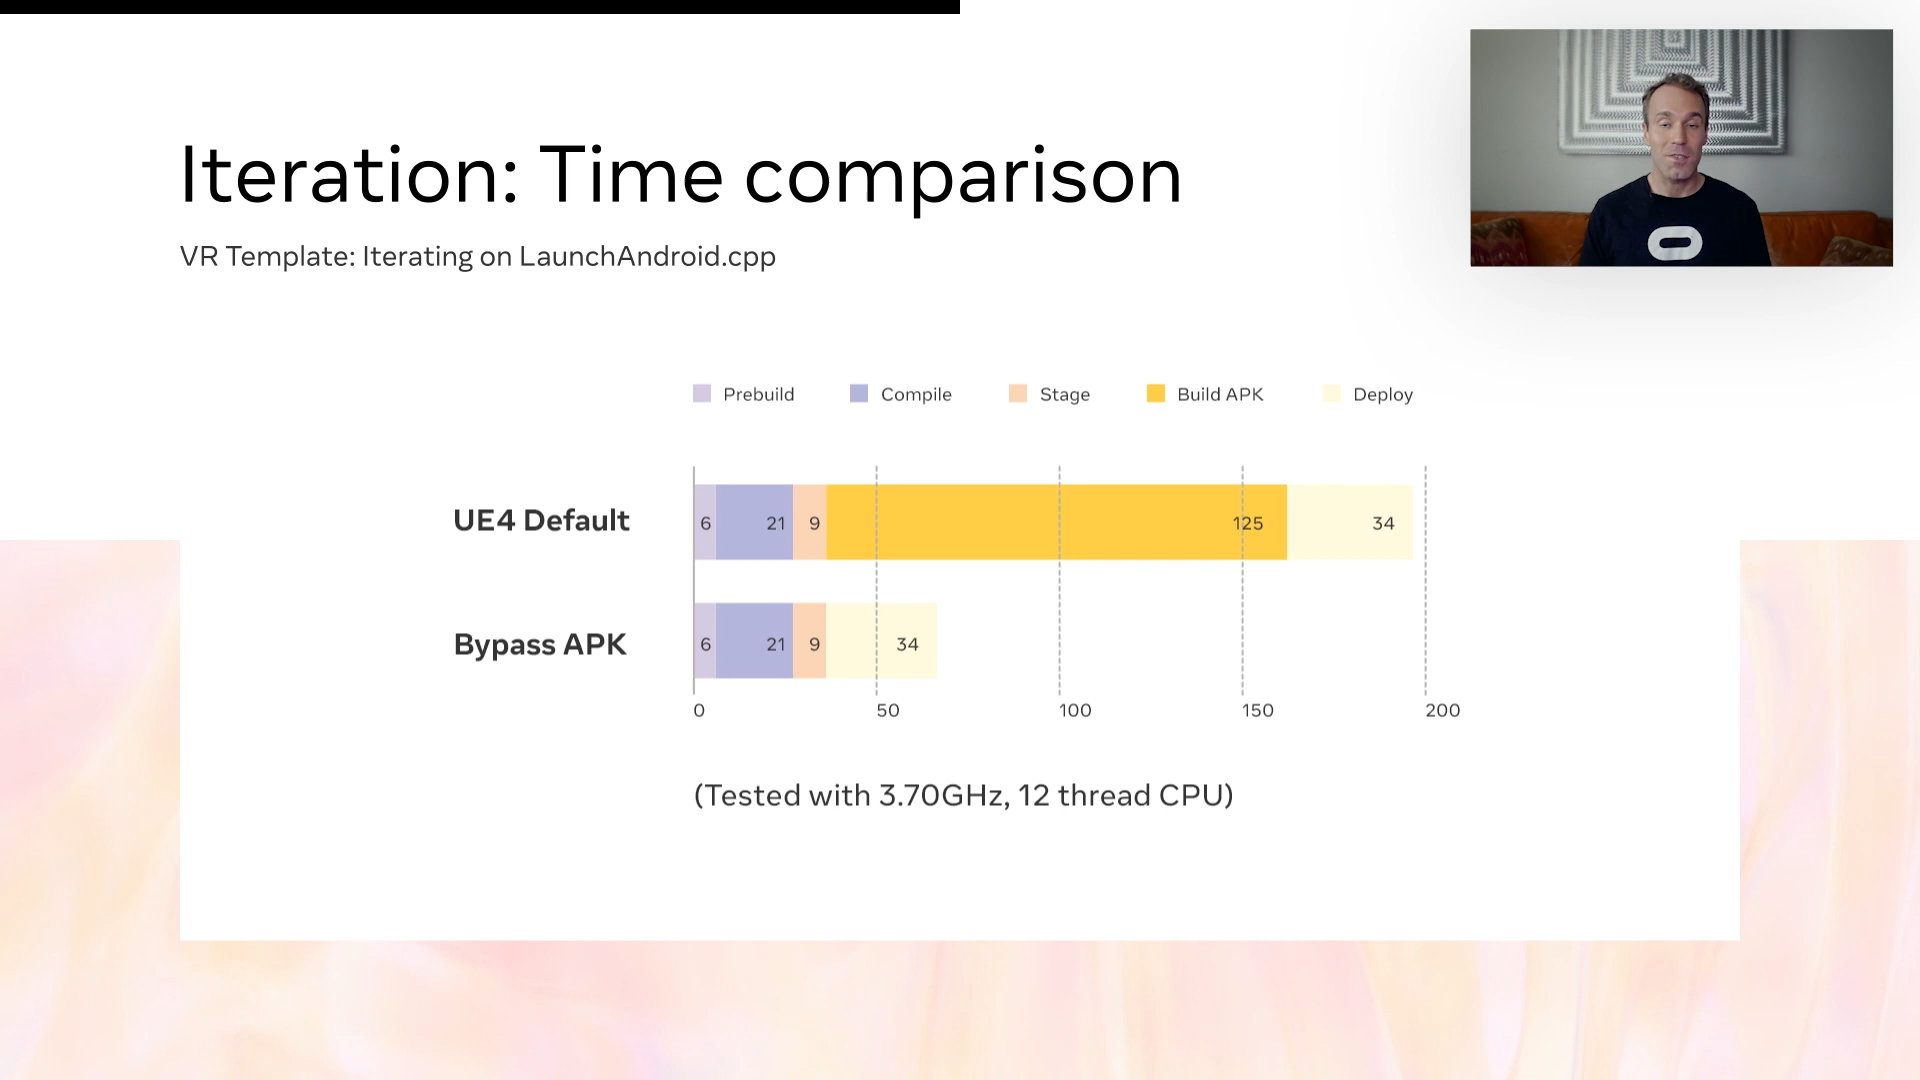 Iteration: Time comparison
VR Template: Iterating on LaunchAndroid.cpp
Prebuild Compile Stage Build APK Deploy
UE4 Default 6 21 9 125 34
Bypass APK 6 21 9 34
0 50 100 150 200
(Tested with 3.70GHz, 12 thread CPU)